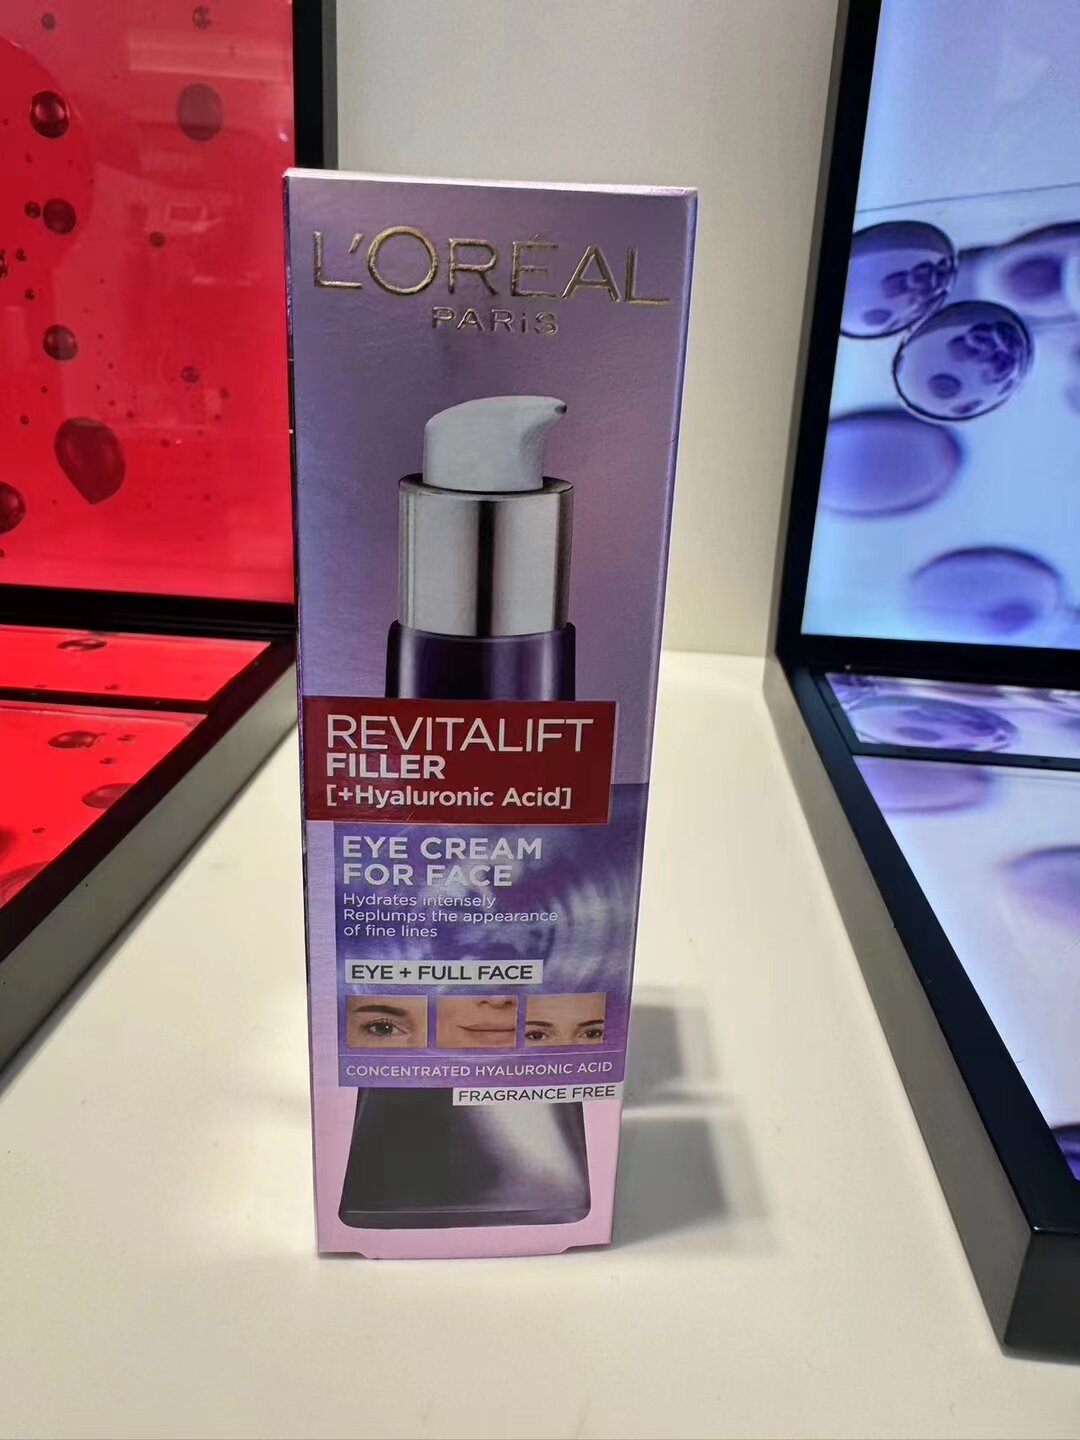 L'ORÉAL
PARiS
REVITALIFT
FILLER
[+Hyaluronic Acid]
EYE CREAM
FOR FACE
Hydrates intensely
Replumps the appearance
of fine lines
EYE + FULL FACE
CONCENTRATED HYALURONIC ACID
FRAGRANCE FREE